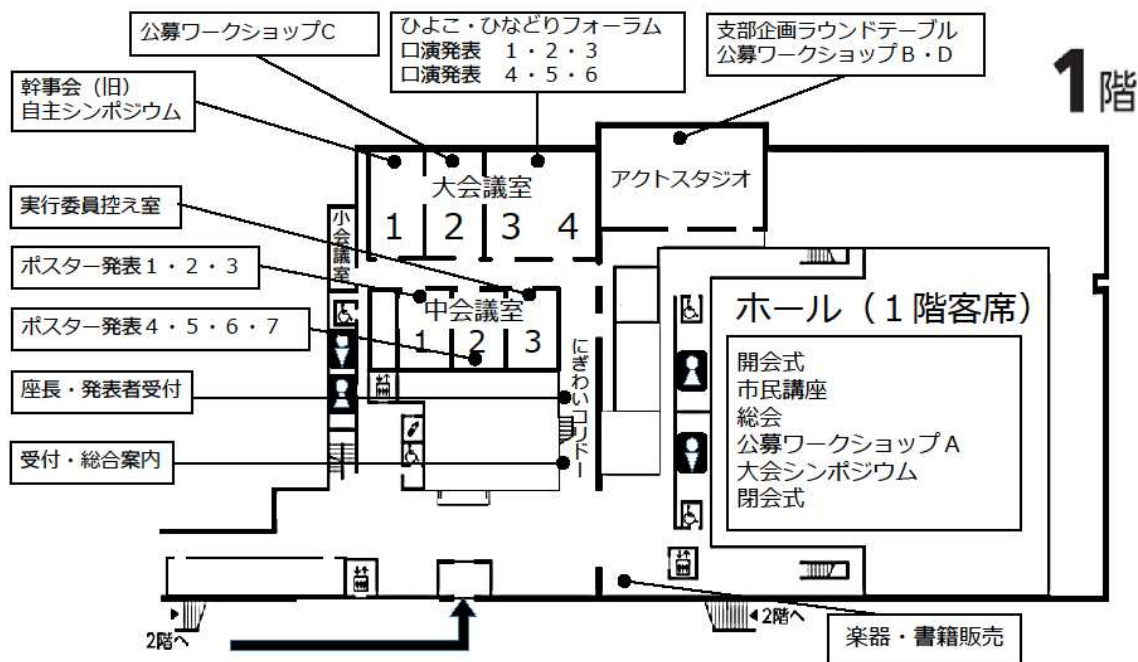 公募ワークショップC
ひよこ・ひなどりフォーラム
口演発表 1・2・3
口演発表 4・5・6
支部企画ラウンドテーブル
公募ワークショップB・D
1階
幹事会（旧）
自主シンポジウム
大会議室
1 2 3 4
アクトスタジオ
実行委員控え室
小会議室
ポスター発表1・2・3
中会議室
1 2 3
ポスター発表4・5・6・7
にぎわいコリドー
座長・発表者受付
受付・総合案内
ホール（1階客席）
開会式
市民講座
総会
公募ワークショップA
大会シンポジウム
閉会式
2階へ
2階へ
楽器・書籍販売